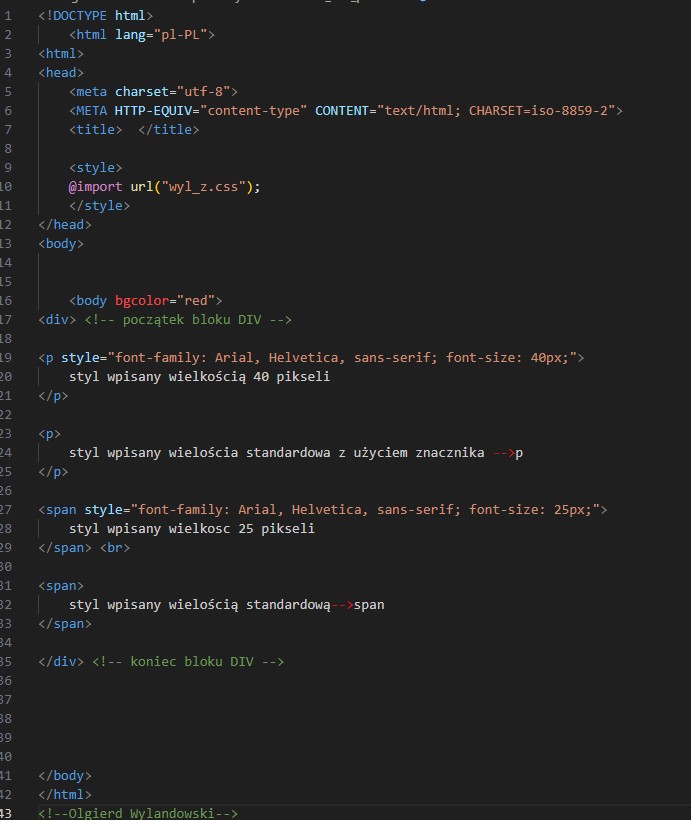 1 <!DOCTYPE html>
2 <html lang="pl-PL">
3 <html>
4 <head>
5 <meta charset="utf-8">
6 <META HTTP-EQUIV="content-type" CONTENT="text/html; CHARSET=iso-8859-2">
7 <title>  </title>
8
9 <style>
10 @import url("wyl_z.css");
11 </style>
12 </head>
13 <body>
14
15
16 <body bgcolor="red">
17 <div> <!-- początek bloku DIV -->
18
19 <p style="font-family: Arial, Helvetica, sans-serif; font-size: 40px;">
20 styl wpisany wielkością 40 pikseli
21 </p>
22
23 <p>
24 styl wpisany wielościa standardowa z użyciem znacznika -->p
25 </p>
26
27 <span style="font-family: Arial, Helvetica, sans-serif; font-size: 25px;">
28 styl wpisany wielkosc 25 pikseli
29 </span> <br>
30
31 <span>
32 styl wpisany wielością standardową-->span
33 </span>
34
35 </div> <!-- koniec bloku DIV -->
36
37
38
39
40
41 </body>
42 </html>
43 <!--Olgierd Wylandowski-->